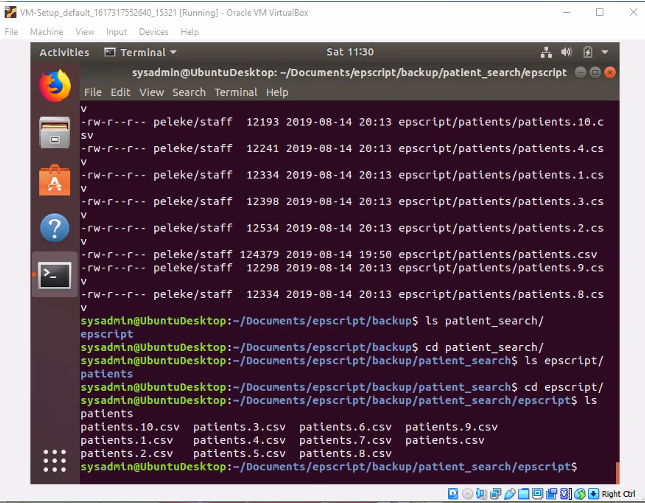 VM-Setup_default_1617317552640_15321 [Running] - Oracle VM VirtualBox
File Machine View Input Devices Help
Activities Terminal Sat 11:30
sysadmin@UbuntuDesktop: ~/Documents/epscript/backup/patient_search/epscript
File Edit View Search Terminal Help
v
-rw-r--r-- peleke/staff 12193 2019-08-14 20:13 epscript/patients/patients.10.c
sv
-rw-r--r-- peleke/staff 12241 2019-08-14 20:13 epscript/patients/patients.4.cs
v
-rw-r--r-- peleke/staff 12334 2019-08-14 20:13 epscript/patients/patients.1.cs
v
-rw-r--r-- peleke/staff 12398 2019-08-14 20:13 epscript/patients/patients.3.cs
v
-rw-r--r-- peleke/staff 12534 2019-08-14 20:13 epscript/patients/patients.2.cs
v
-rw-r--r-- peleke/staff 124379 2019-08-14 19:50 epscript/patients/patients.csv
-rw-r--r-- peleke/staff 12298 2019-08-14 20:13 epscript/patients/patients.9.cs
v
-rw-r--r-- peleke/staff 12334 2019-08-14 20:13 epscript/patients/patients.8.cs
v
sysadmin@UbuntuDesktop:~/Documents/epscript/backup$ ls patient_search/
epscript
sysadmin@UbuntuDesktop:~/Documents/epscript/backup$ cd patient_search/
sysadmin@UbuntuDesktop:~/Documents/epscript/backup/patient_search$ ls epscript/
patients
sysadmin@UbuntuDesktop:~/Documents/epscript/backup/patient_search$ cd epscript/
sysadmin@UbuntuDesktop:~/Documents/epscript/backup/patient_search/epscript$ ls
patients
patients.10.csv patients.3.csv patients.6.csv patients.9.csv
patients.1.csv patients.4.csv patients.7.csv patients.csv
patients.2.csv patients.5.csv patients.8.csv
sysadmin@UbuntuDesktop:~/Documents/epscript/backup/patient_search/epscript$
Right Ctrl